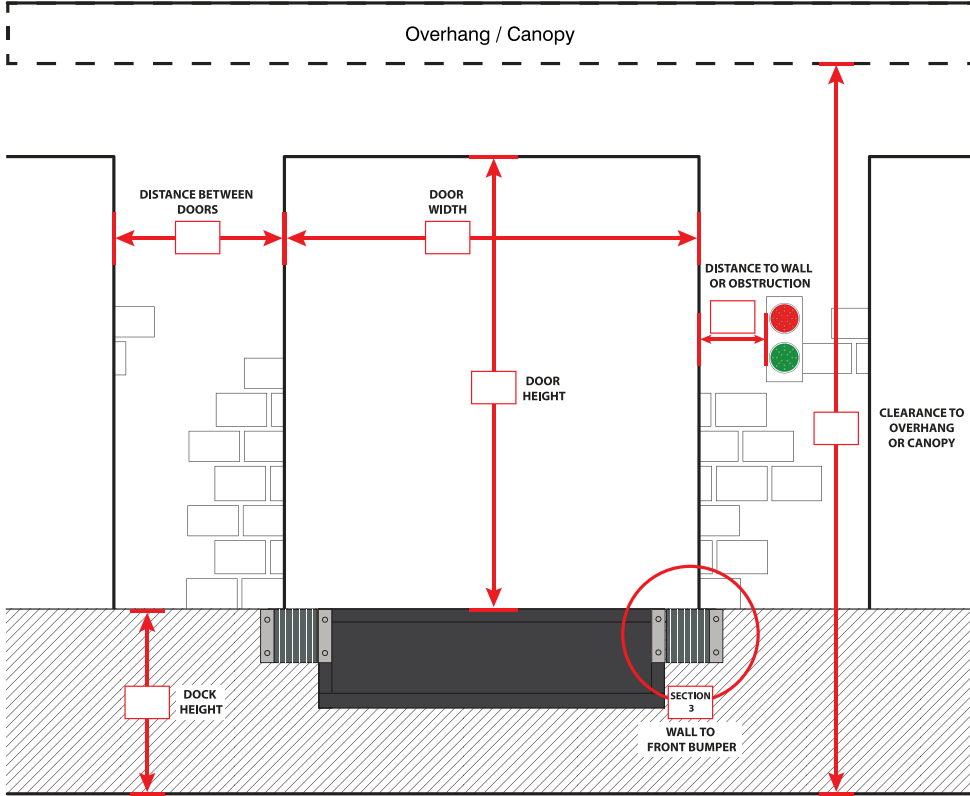 Overhang / Canopy
DISTANCE BETWEEN
DOORS
DOOR
WIDTH
DISTANCE TO WALL
OR OBSTRUCTION
DOOR
HEIGHT
CLEARANCE TO
OVERHANG
OR CANOPY
DOCK
HEIGHT
SECTION
3
WALL TO
FRONT BUMPER